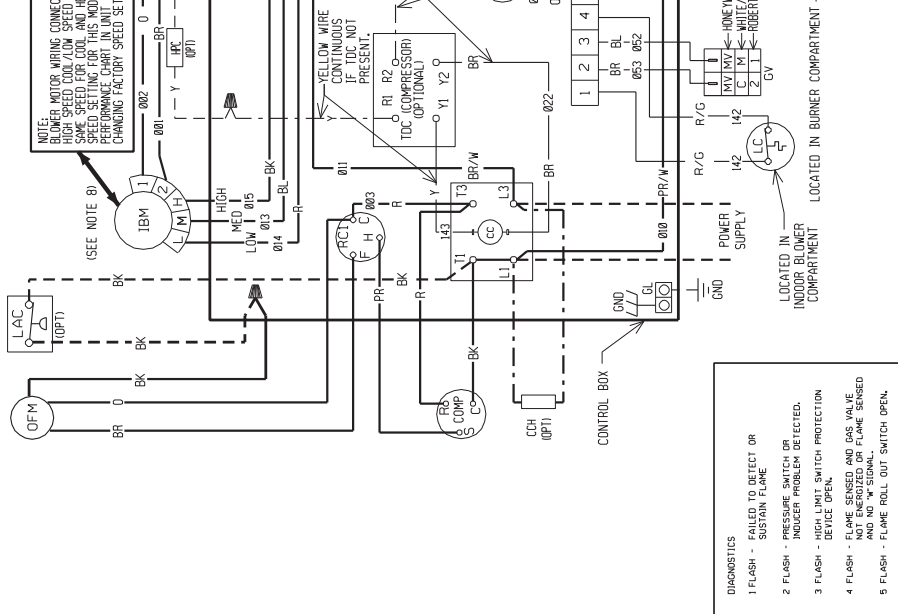 NOTE:
BLOWER MOTOR WIRING CONNEC
HIGH SPEED COOL/LOW SPEED
SAME SPEED FOR COOL AND HE
SPEED SETTING FOR THIS MOD
PERFORMANCE CHART IN UNIT
CHANGING FACTORY SPEED SET
O
BR
002
001
HPC
(OPT)
Y
YELLOW WIRE
CONTINUOUS
IF TDC NOT
PRESENT.
Y
R1 R2
TDC (COMPRESSOR)
(OPTIONAL)
Y1 Y2
BR
022
BR
4
3
2
1
BL 052
BR 053
MV MV
C M
2 1
GV
HONEYW
WHITE/
ROBERT
R/G
142
R/G
142
LC
LOCATED IN BURNER COMPARTMENT
LOCATED IN
INDOOR BLOWER
COMPARTMENT
(SEE NOTE 8)
IBM
1
2
H
M
L
HIGH
MED
LOW
015
013
014
BK
BL
R
011
BR/W
003
R
RC1
C
H
F
Y
143
T3
L3
CC
T1
L1
PR/W
010
POWER
SUPPLY
GND
GL
GND
LAC
(OPT)
BK
BK
BK
BK
PR
R
BK
OFM
O
BR
COMP
R
C
S
CCH
(OPT)
CONTROL BOX
DIAGNOSTICS
1 FLASH - FAILED TO DETECT OR
SUSTAIN FLAME
2 FLASH - PRESSURE SWITCH OR
INDUCER PROBLEM DETECTED.
3 FLASH - HIGH LIMIT SWITCH PROTECTION
DEVICE OPEN.
4 FLASH - FLAME SENSED AND GAS VALVE
NOT ENERGIZED OR FLAME SENSED
AND NO "W" SIGNAL.
5 FLASH - FLAME ROLL OUT SWITCH OPEN.